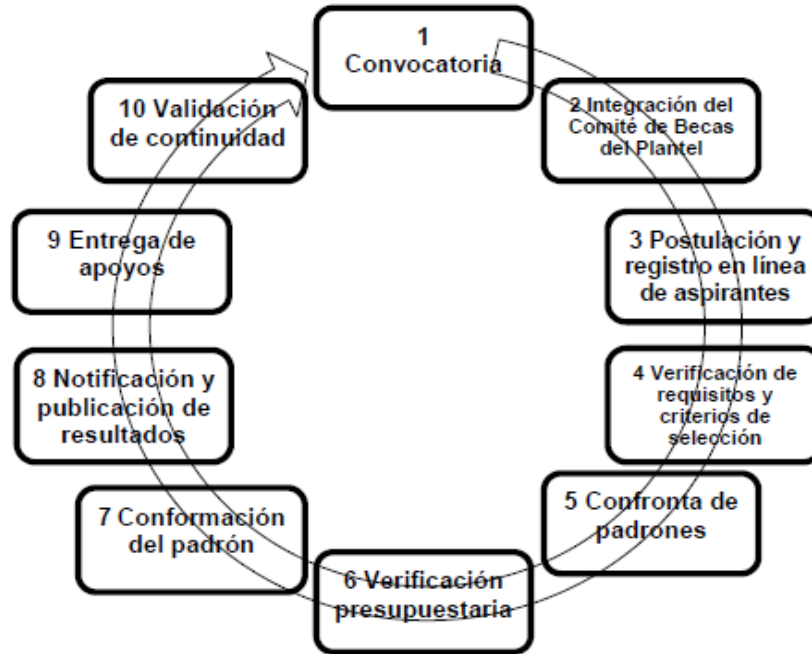 1
Convocatoria
2 Integración del
Comité de Becas
del Plantel
3 Postulación y
registro en línea
de aspirantes
4 Verificación de
requisitos y
criterios de
selección
5 Confronta de
padrones
6 Verificación
presupuestaria
7 Conformación
del padrón
8 Notificación y
publicación de
resultados
9 Entrega de
apoyos
10 Validación
de continuidad